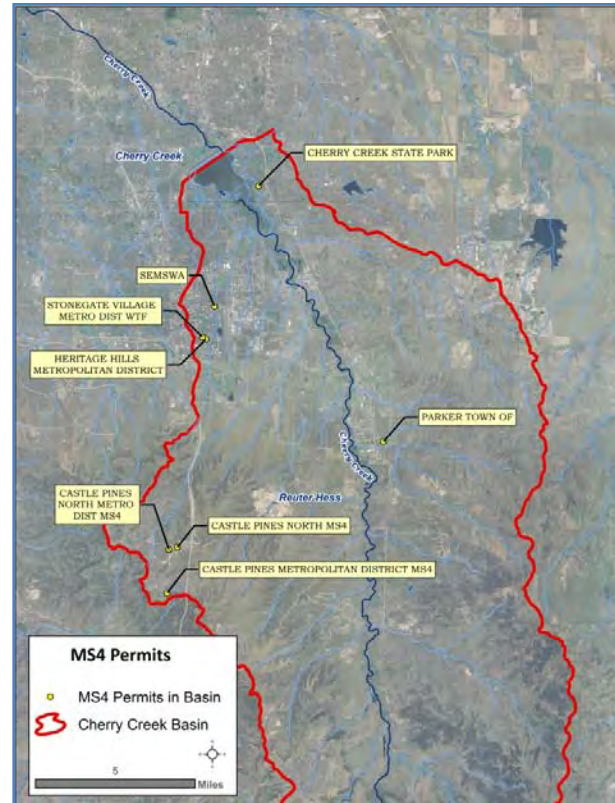 Cherry Creek
Cherry Creek
CHERRY CREEK STATE PARK
SEMSWA
STONEGATE VILLAGE
METRO DIST WTF
HERITAGE HILLS
METROPOLITAN DISTRICT
PARKER TOWN OF
Cherry Creek
Reuter Hess
CASTLE PINES
NORTH METRO
DIST MS4
CASTLE PINES NORTH MS4
CASTLE PINES METROPOLITAN DISTRICT MS4
MS4 Permits
MS4 Permits in Basin
Cherry Creek Basin
5
Miles